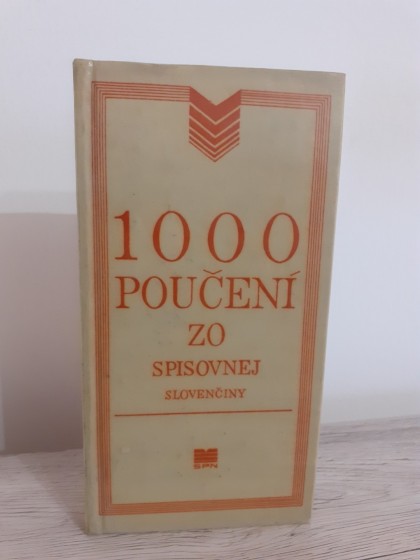 1000
POUČENÍ
ZO
SPISOVNEJ
SLOVENČINY
SPN